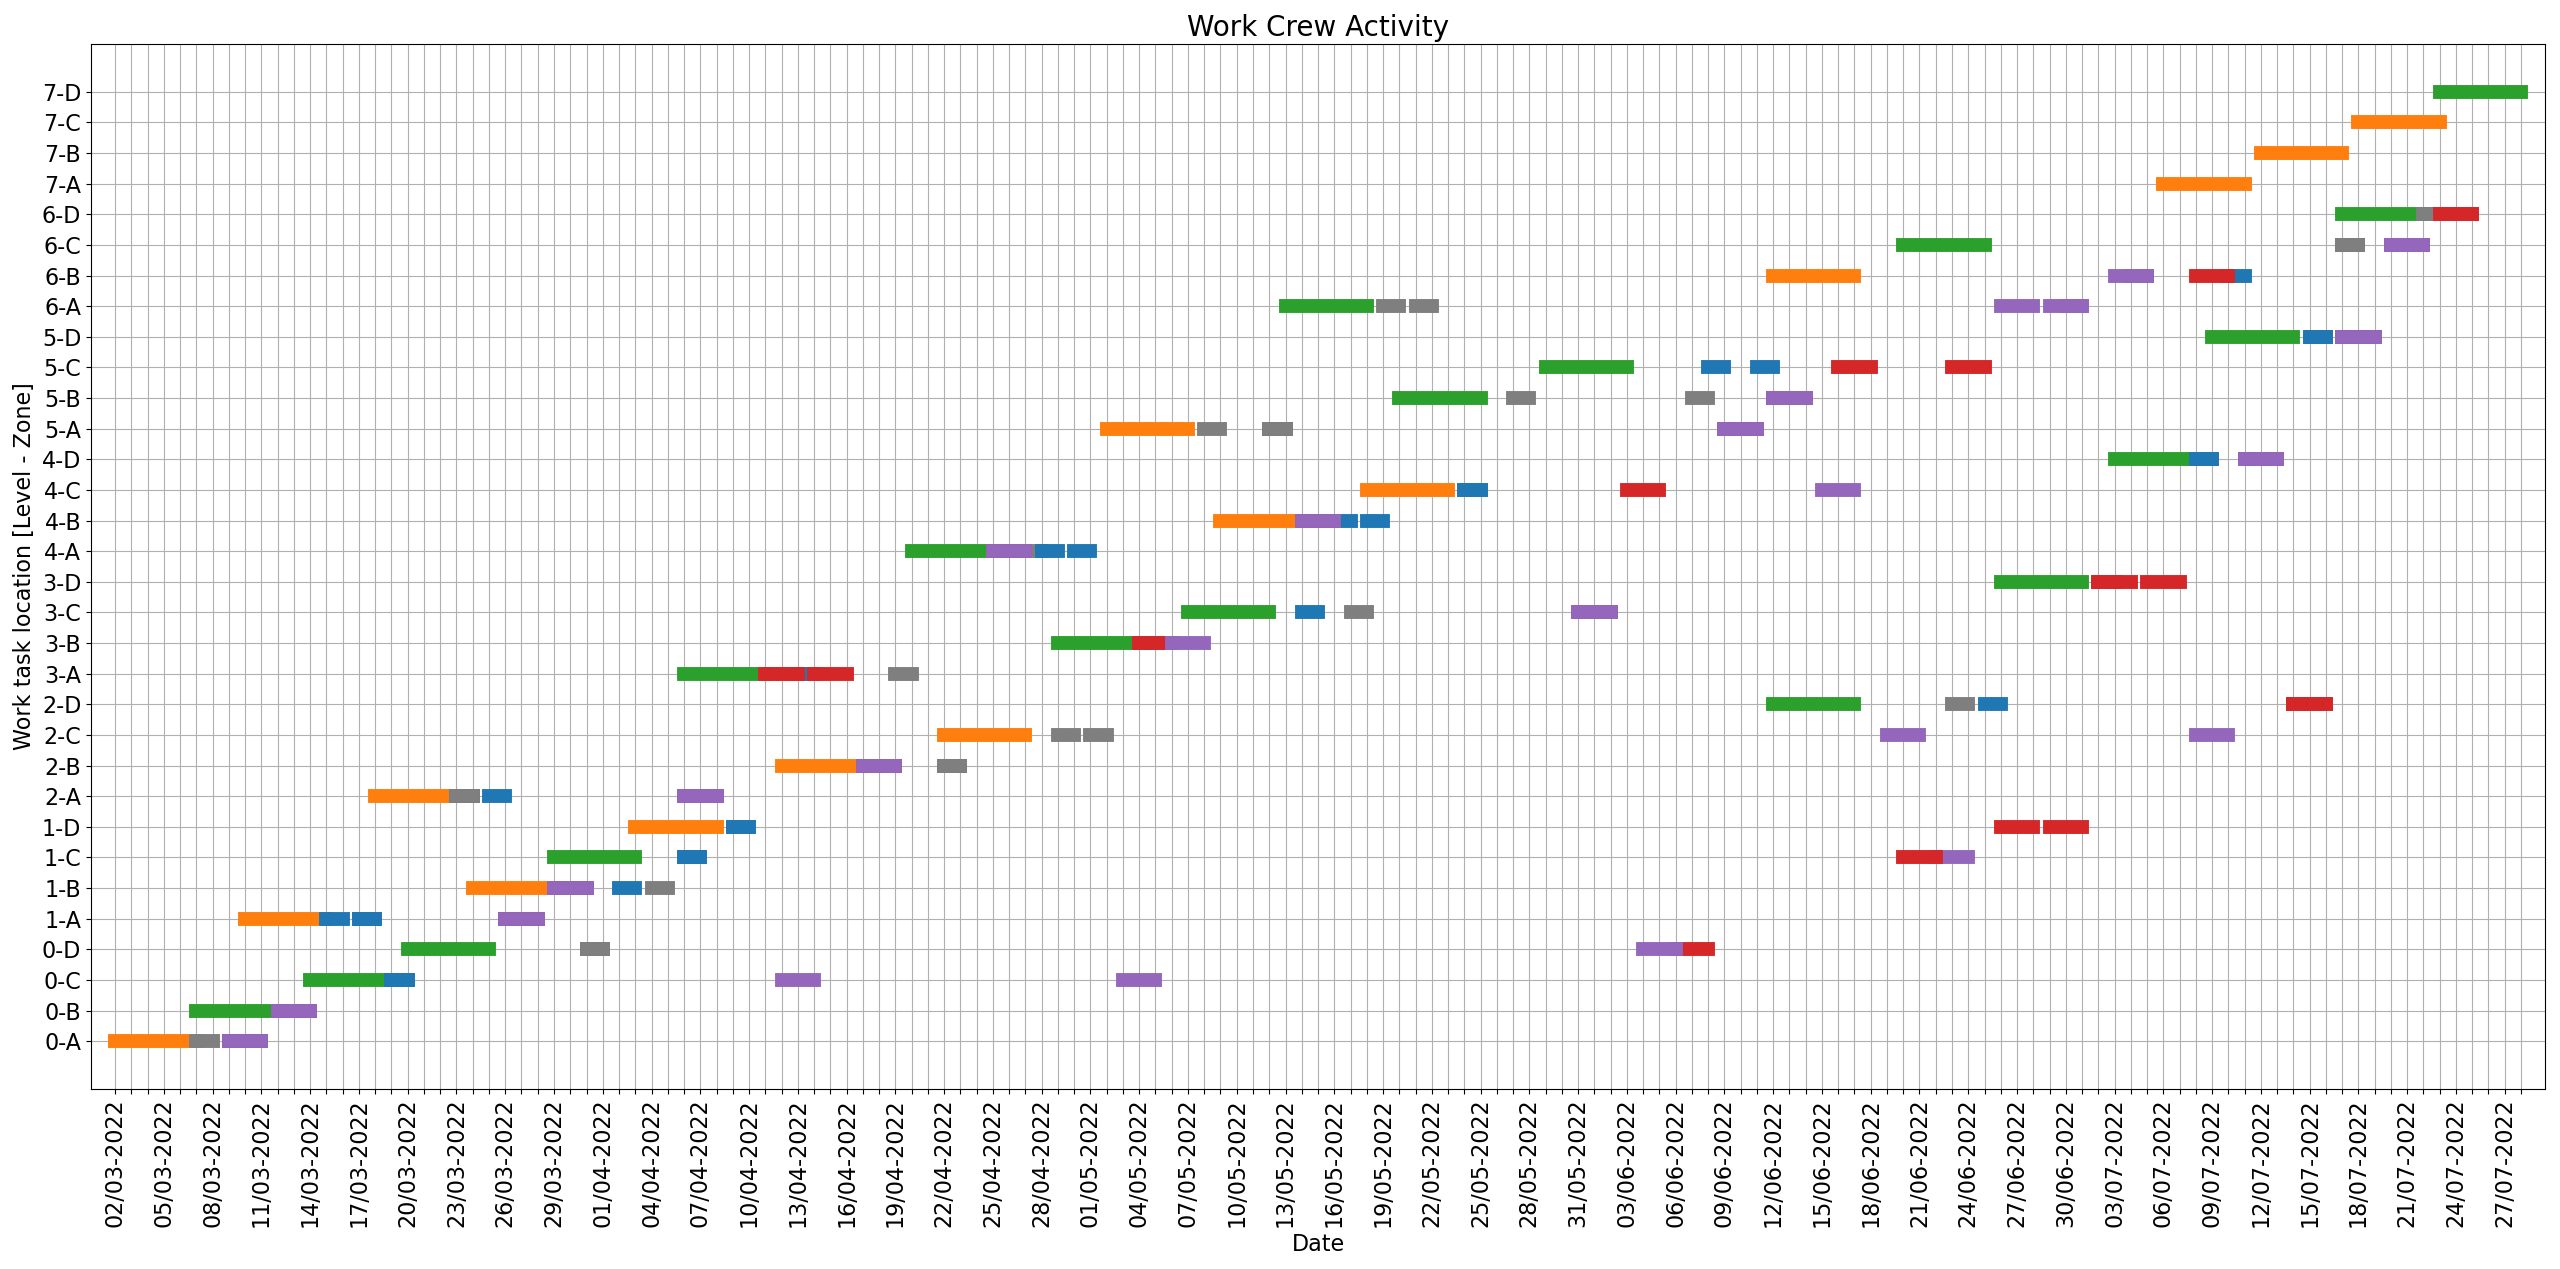 Work Crew Activity
Work task location [Level - Zone]
7-D
7-C
7-B
7-A
6-D
6-C
6-B
6-A
5-D
5-C
5-B
5-A
4-D
4-C
4-B
4-A
3-D
3-C
3-B
3-A
2-D
2-C
2-B
2-A
1-D
1-C
1-B
1-A
0-D
0-C
0-B
0-A
02/03-2022
05/03-2022
08/03-2022
11/03-2022
14/03-2022
17/03-2022
20/03-2022
23/03-2022
26/03-2022
29/03-2022
01/04-2022
04/04-2022
07/04-2022
10/04-2022
13/04-2022
16/04-2022
19/04-2022
22/04-2022
25/04-2022
28/04-2022
01/05-2022
04/05-2022
07/05-2022
10/05-2022
13/05-2022
16/05-2022
19/05-2022
22/05-2022
25/05-2022
28/05-2022
31/05-2022
03/06-2022
06/06-2022
09/06-2022
12/06-2022
15/06-2022
18/06-2022
21/06-2022
24/06-2022
27/06-2022
30/06-2022
03/07-2022
06/07-2022
09/07-2022
12/07-2022
15/07-2022
18/07-2022
21/07-2022
24/07-2022
27/07-2022
Date